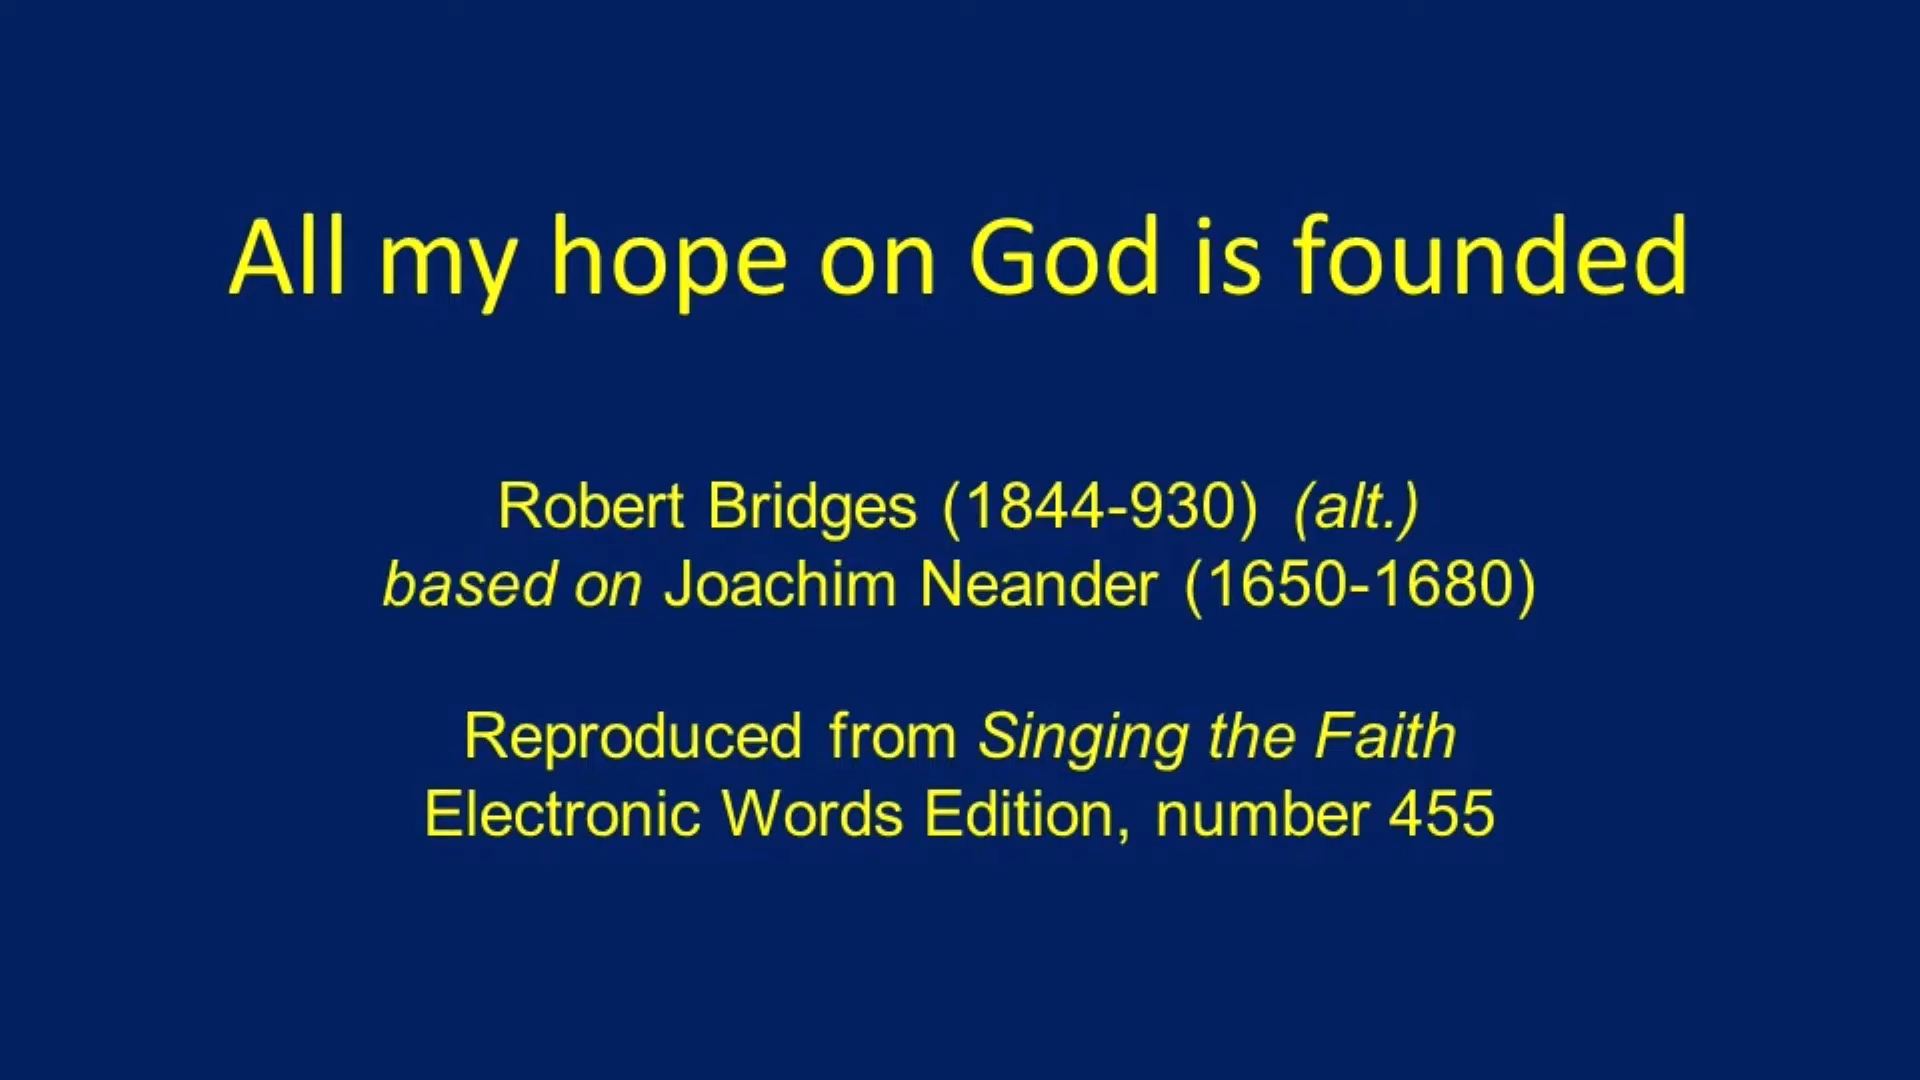 All my hope on God is founded
Robert Bridges (1844-930) (alt.)
based on Joachim Neander (1650-1680)
Reproduced from Singing the Faith
Electronic Words Edition, number 455